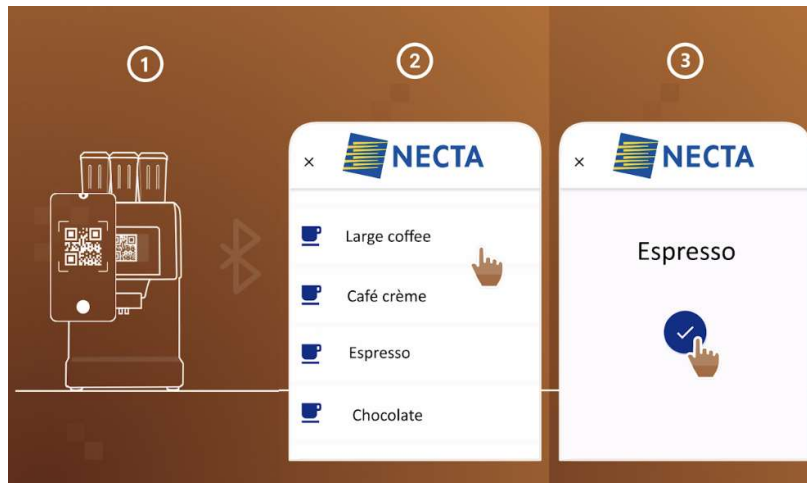 1
2
3
NECTA
Large coffee
Café crème
Espresso
Chocolate
NECTA
Espresso